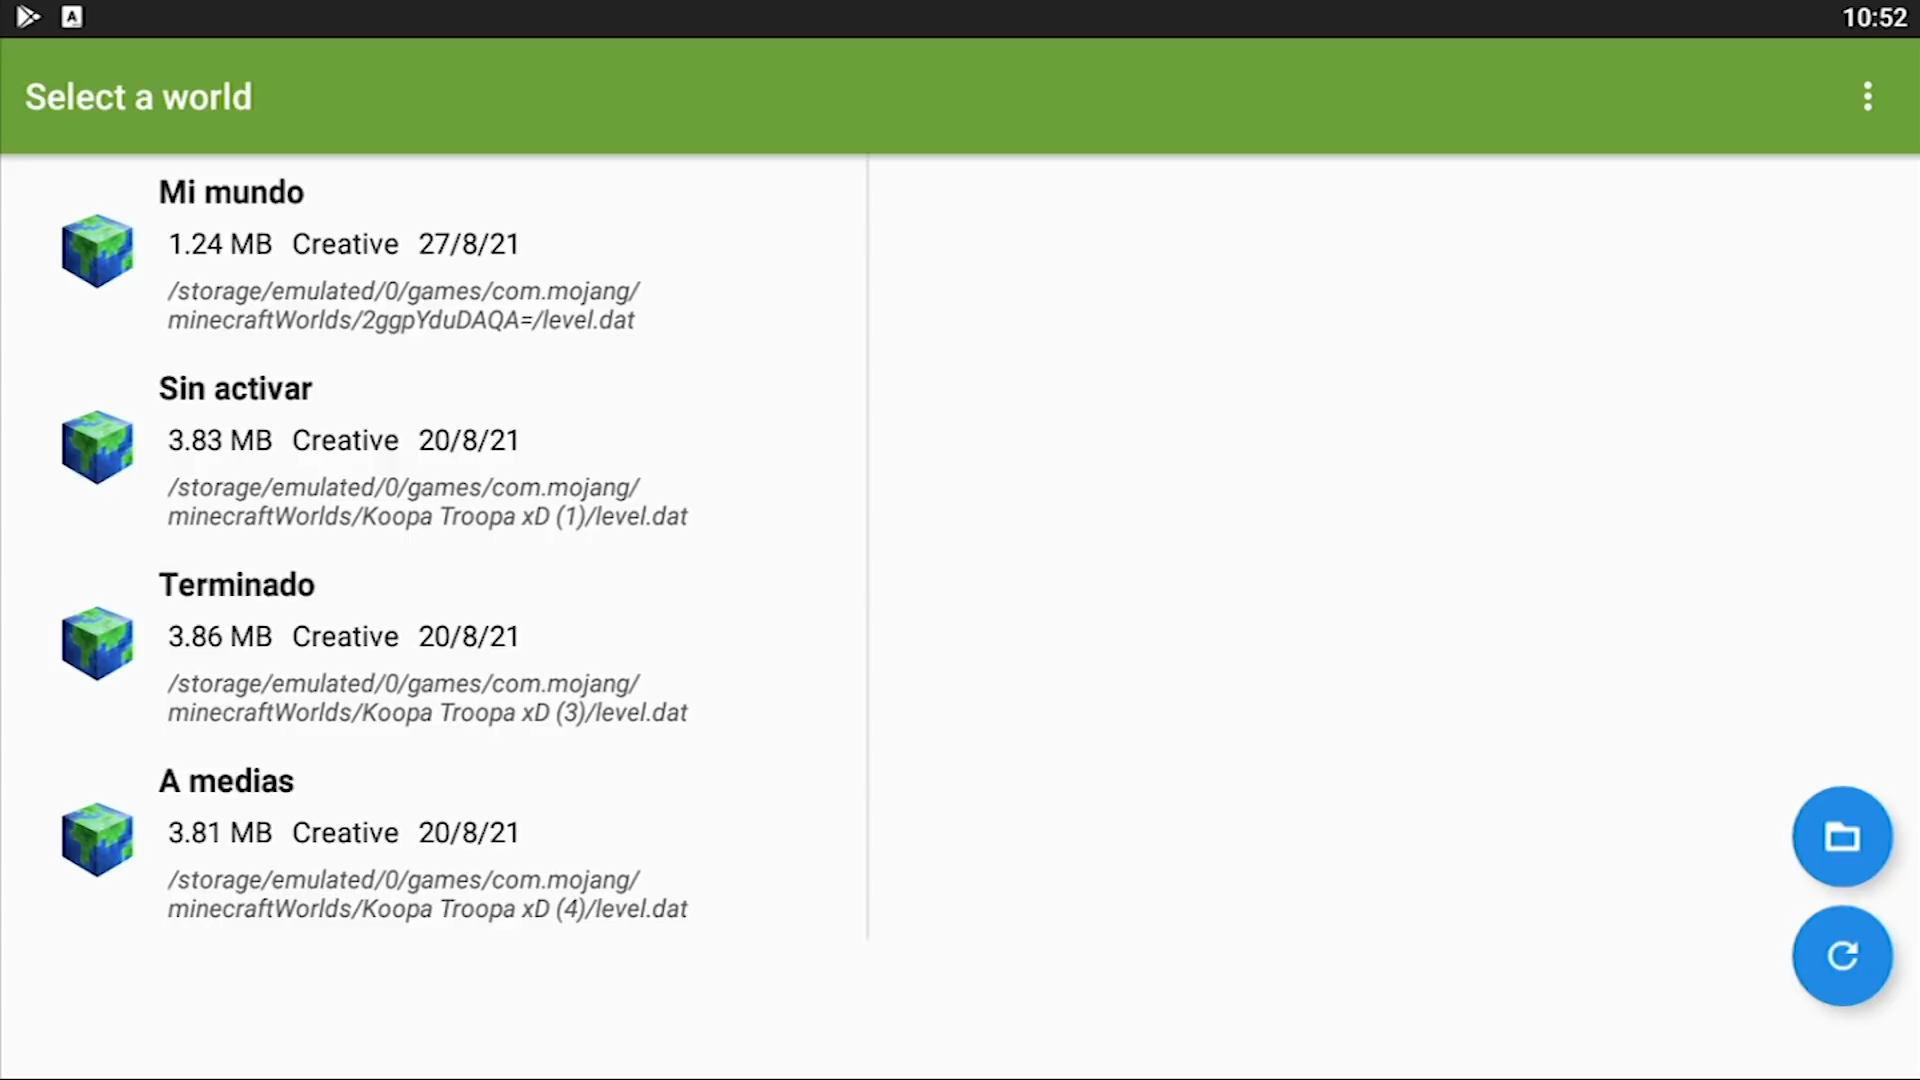 10:52
Select a world
Mi mundo
1.24 MB Creative 27/8/21
/storage/emulated/0/games/com.mojang/
minecraftWorlds/2ggpYduDAQA=/level.dat
Sin activar
3.83 MB Creative 20/8/21
/storage/emulated/0/games/com.mojang/
minecraftWorlds/Koopa Troopa xD (1)/level.dat
Terminado
3.86 MB Creative 20/8/21
/storage/emulated/0/games/com.mojang/
minecraftWorlds/Koopa Troopa xD (3)/level.dat
A medias
3.81 MB Creative 20/8/21
/storage/emulated/0/games/com.mojang/
minecraftWorlds/Koopa Troopa xD (4)/level.dat